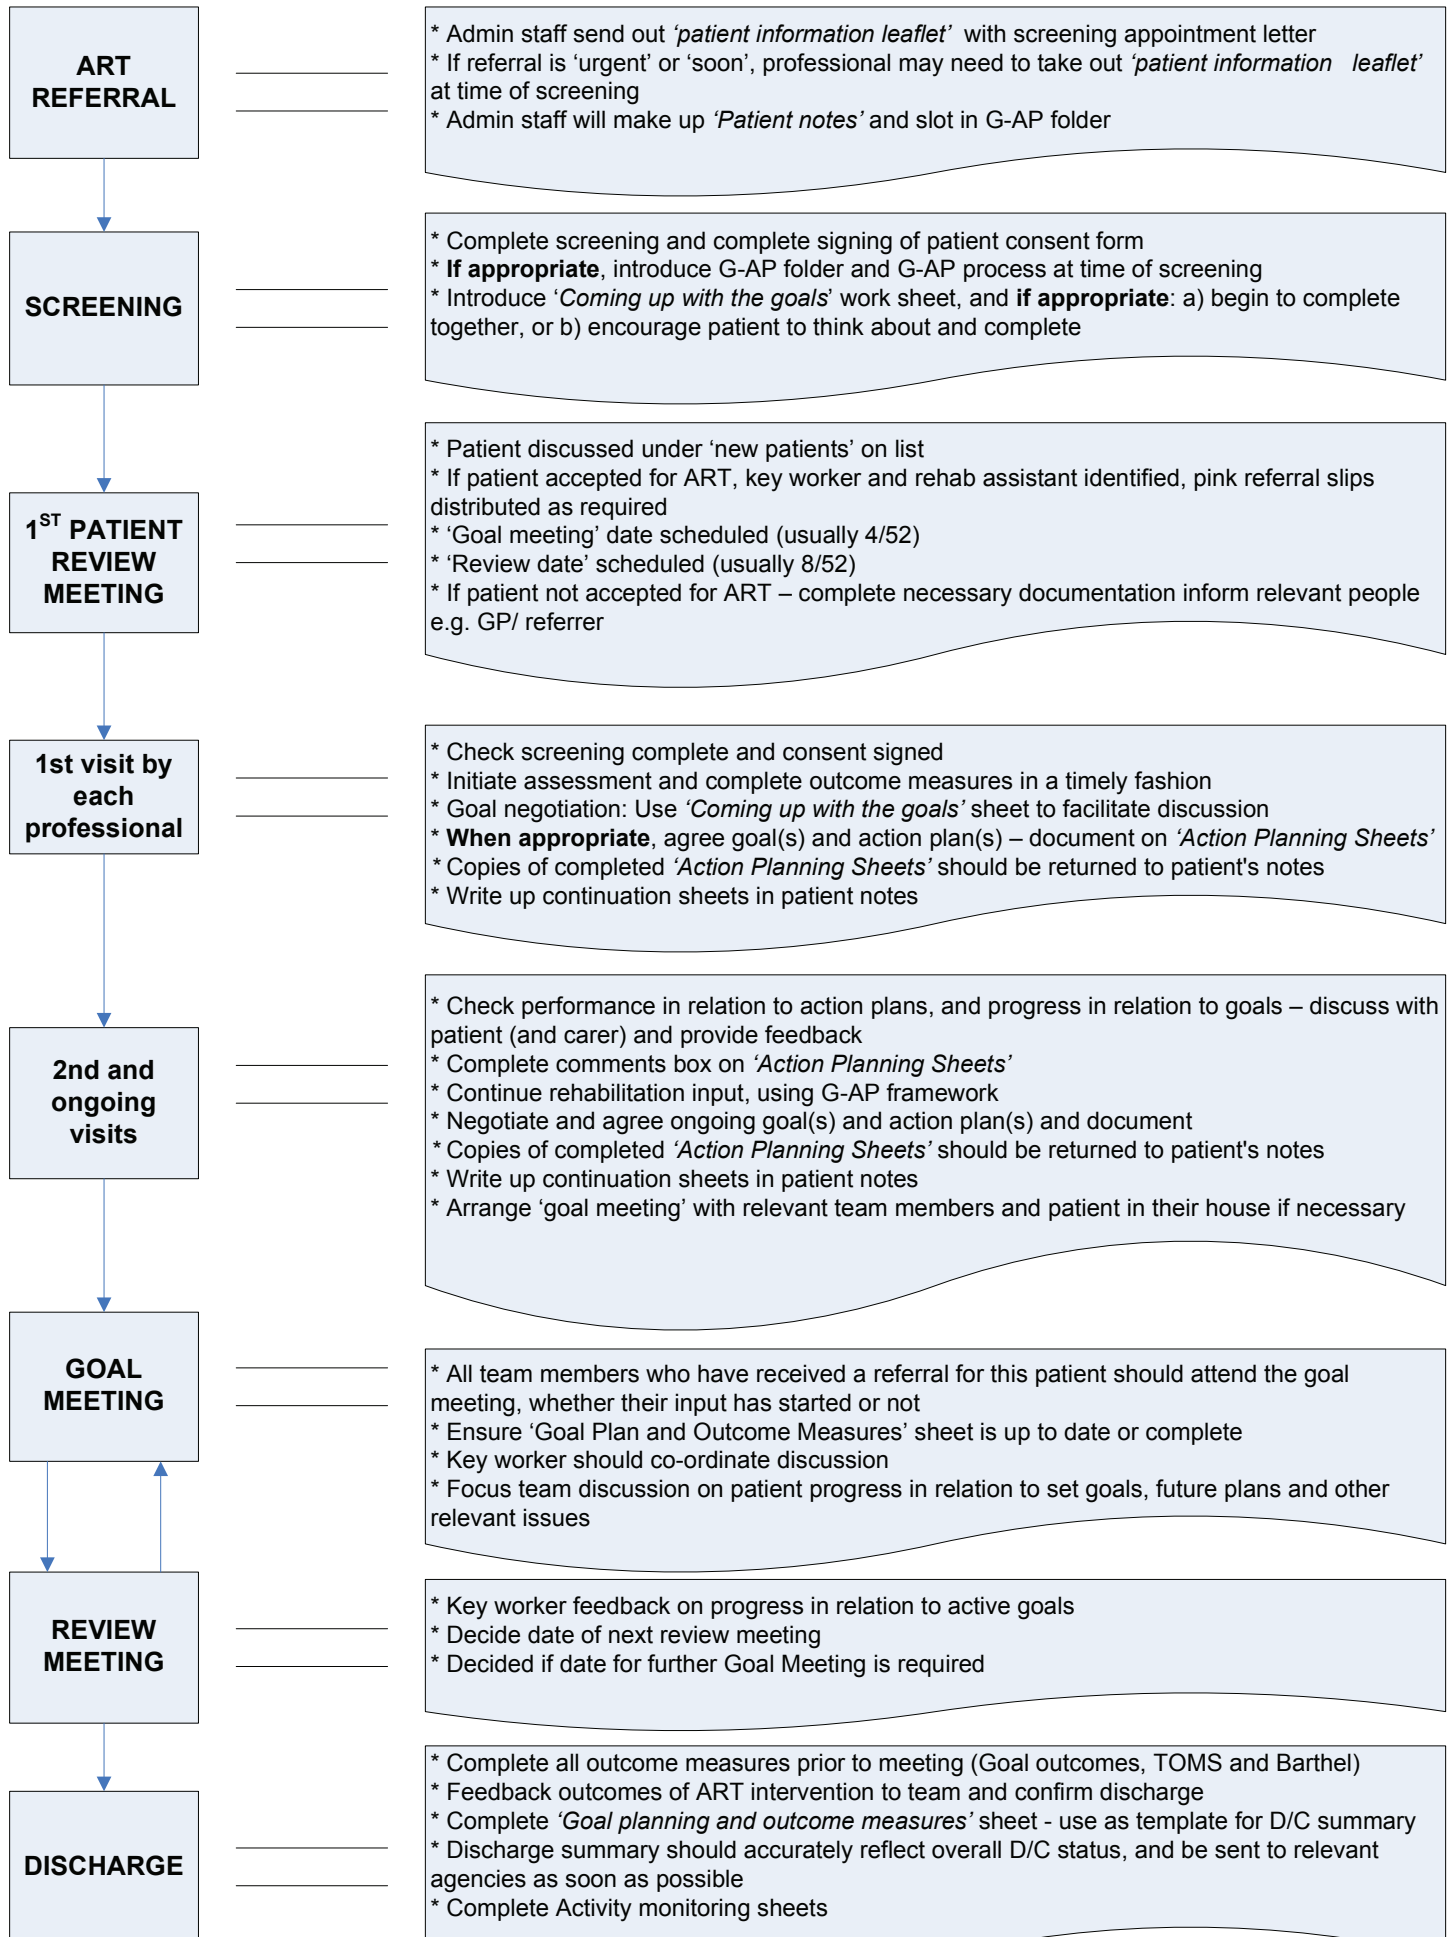 ART
REFERRAL
* Admin staff send out ‘patient information leaflet’ with screening appointment letter
* If referral is ‘urgent’ or ‘soon’, professional may need to take out ‘patient information leaflet’
at time of screening
* Admin staff will make up ‘Patient notes’ and slot in G-AP folder
SCREENING
* Complete screening and complete signing of patient consent form
* If appropriate, introduce G-AP folder and G-AP process at time of screening
* Introduce ‘Coming up with the goals’ work sheet, and if appropriate: a) begin to complete
together, or b) encourage patient to think about and complete
1ST PATIENT
REVIEW
MEETING
* Patient discussed under ‘new patients’ on list
* If patient accepted for ART, key worker and rehab assistant identified, pink referral slips
distributed as required
* ‘Goal meeting’ date scheduled (usually 4/52)
* ‘Review date’ scheduled (usually 8/52)
* If patient not accepted for ART – complete necessary documentation inform relevant people
e.g. GP/ referrer
1st visit by
each
professional
* Check screening complete and consent signed
* Initiate assessment and complete outcome measures in a timely fashion
* Goal negotiation: Use ‘Coming up with the goals’ sheet to facilitate discussion
* When appropriate, agree goal(s) and action plan(s) – document on ‘Action Planning Sheets’
* Copies of completed ‘Action Planning Sheets’ should be returned to patient's notes
* Write up continuation sheets in patient notes
2nd and
ongoing
visits
* Check performance in relation to action plans, and progress in relation to goals – discuss with
patient (and carer) and provide feedback
* Complete comments box on ‘Action Planning Sheets’
* Continue rehabilitation input, using G-AP framework
* Negotiate and agree ongoing goal(s) and action plan(s) and document
* Copies of completed ‘Action Planning Sheets’ should be returned to patient's notes
* Write up continuation sheets in patient notes
* Arrange ‘goal meeting’ with relevant team members and patient in their house if necessary
GOAL
MEETING
* All team members who have received a referral for this patient should attend the goal
meeting, whether their input has started or not
* Ensure ‘Goal Plan and Outcome Measures’ sheet is up to date or complete
* Key worker should co-ordinate discussion
* Focus team discussion on patient progress in relation to set goals, future plans and other
relevant issues
REVIEW
MEETING
* Key worker feedback on progress in relation to active goals
* Decide date of next review meeting
* Decided if date for further Goal Meeting is required
DISCHARGE
* Complete all outcome measures prior to meeting (Goal outcomes, TOMS and Barthel)
* Feedback outcomes of ART intervention to team and confirm discharge
* Complete ‘Goal planning and outcome measures’ sheet - use as template for D/C summary
* Discharge summary should accurately reflect overall D/C status, and be sent to relevant
agencies as soon as possible
* Complete Activity monitoring sheets